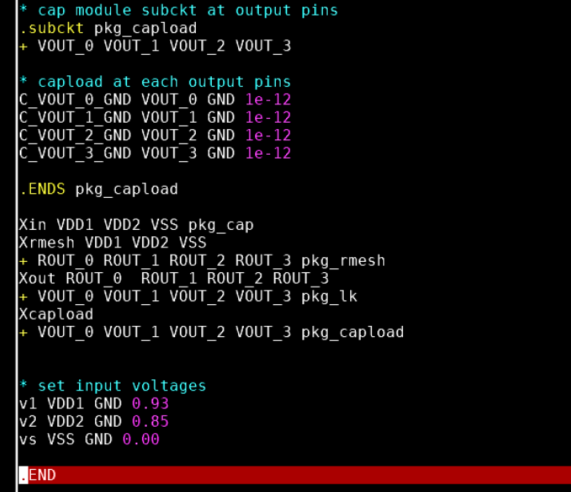 * cap module subckt at output pins
.subckt pkg_capload
+ VOUT_0 VOUT_1 VOUT_2 VOUT_3
* capload at each output pins
C_VOUT_0_GND VOUT_0 GND 1e-12
C_VOUT_1_GND VOUT_1 GND 1e-12
C_VOUT_2_GND VOUT_2 GND 1e-12
C_VOUT_3_GND VOUT_3 GND 1e-12
.ENDS pkg_capload
Xin VDD1 VDD2 VSS pkg_cap
Xrmesh VDD1 VDD2 VSS
+ ROUT_0 ROUT_1 ROUT_2 ROUT_3 pkg_rmesh
Xout ROUT_0  ROUT_1 ROUT_2 ROUT_3
+ VOUT_0 VOUT_1 VOUT_2 VOUT_3 pkg_lk
Xcapload
+ VOUT_0 VOUT_1 VOUT_2 VOUT_3 pkg_capload
* set input voltages
v1 VDD1 GND 0.93
v2 VDD2 GND 0.85
vs VSS GND 0.00
.END